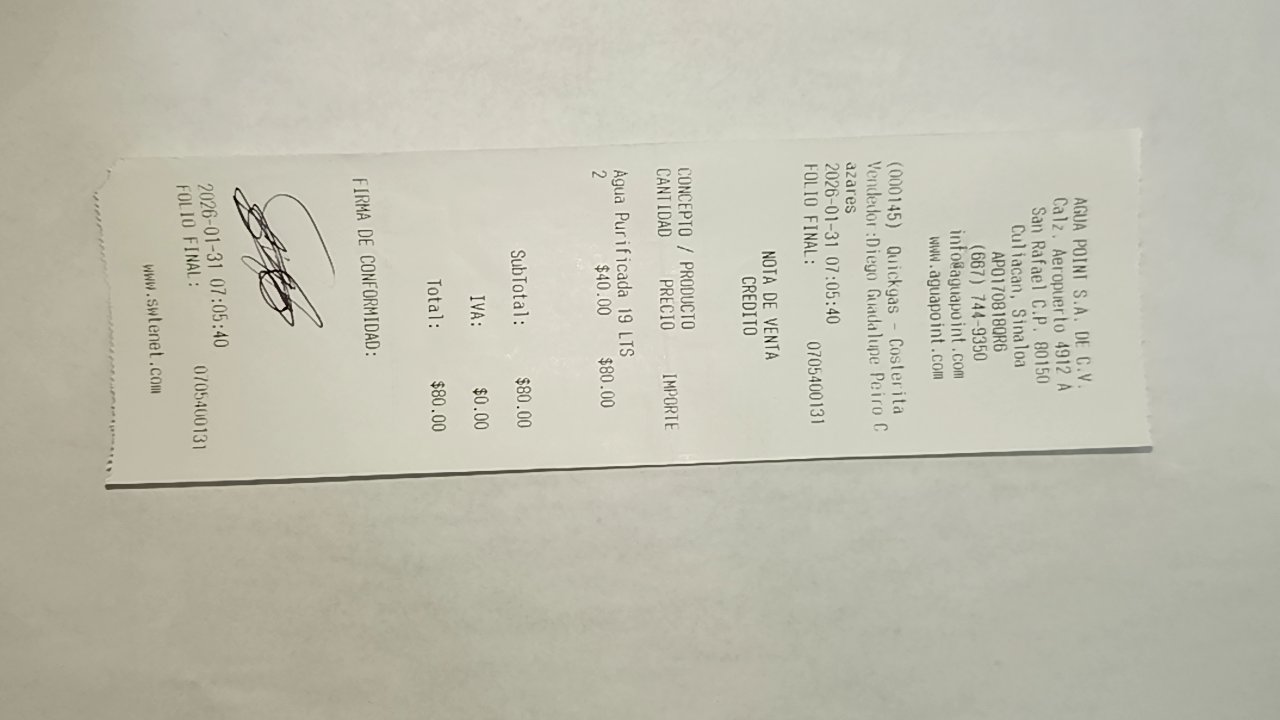 AGUA POINT S.A. DE C.V.
Calz. Aeropuerto 4912 A
San Rafael C.P. 80150
Culiacan, Sinaloa
APO170818QR6
(667) 744-9350
info@aguapoint.com
www.aguapoint.com
(000145) Quickgas - Costerita
Vendedor:Diego Guadalupe Peiro C
azares
2026-01-31 07:05:40
FOLIO FINAL: 0705400131
NOTA DE VENTA
CREDITO
CONCEPTO / PRODUCTO
CANTIDAD PRECIO IMPORTE
Agua Purificada 19 LTS
2 $40.00 $80.00
SubTotal: $80.00
IVA: $0.00
Total: $80.00
FIRMA DE CONFORMIDAD:
2026-01-31 07:05:40
FOLIO FINAL: 0705400131
www.swtenet.com